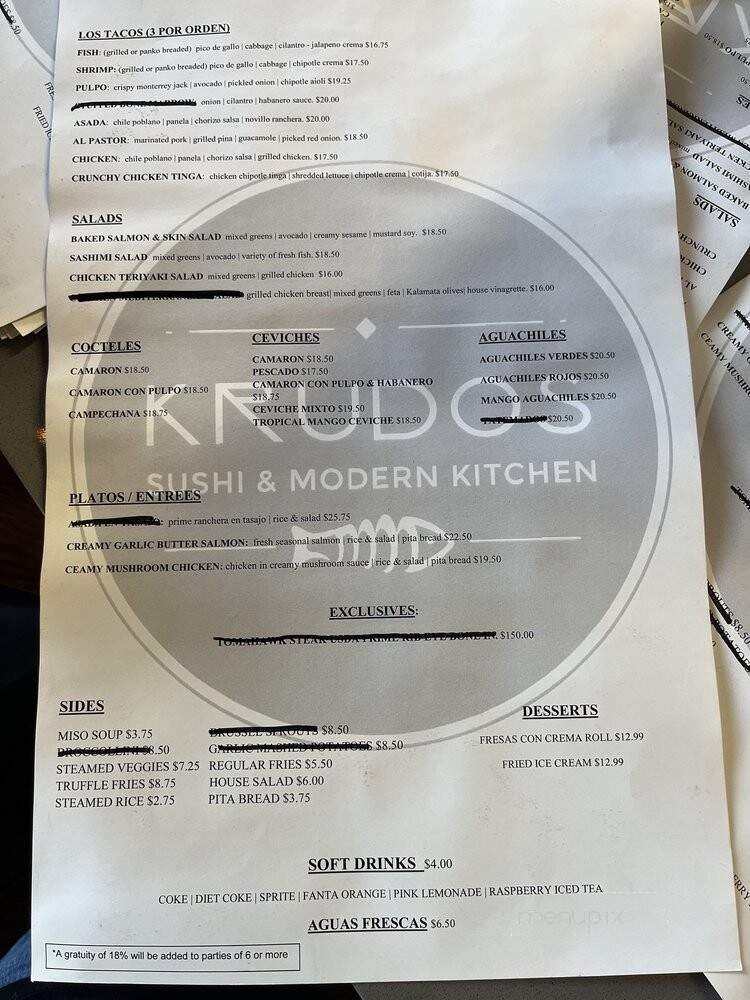 LOS TACOS (3 POR ORDEN)
FISH: (grilled or panko breaded) pico de gallo | cabbage | cilantro - jalapeno crema $16.75
SHRIMP: (grilled or panko breaded) pico de gallo | cabbage | chipotle crema $17.50
PULPO: crispy monterrey jack | avocado | pickled onion | chipotle aioli $19.25
onion | cilantro | habanero sauce. $20.00
ASADA: chile poblano | panela | chorizo salsa | novillo ranchera. $20.00
AL PASTOR: marinated pork | grilled pina | guacamole | picked red onion. $18.50
CHICKEN: chile poblano | panela | chorizo salsa | grilled chicken. $17.50
CRUNCHY CHICKEN TINGA: chicken chipotle tinga | shredded lettuce | chipotle crema | cotija. $17.50
SALADS
BAKED SALMON & SKIN SALAD mixed greens | avocado | creamy sesame | mustard soy. $18.50
SASHIMI SALAD mixed greens | avocado | variety of fresh fish. $18.50
CHICKEN TERIYAKI SALAD mixed greens | grilled chicken $16.00
grilled chicken breast| mixed greens | feta | Kalamata olives| house vinagrette. $16.00
COCTELES
CAMARON $18.50
CAMARON CON PULPO $18.50
CAMPECHANA $18.75
CEVICHES
CAMARON $18.50
PESCADO $17.50
CAMARON CON PULPO & HABANERO
$18.75
CEVICHE MIXTO $19.50
TROPICAL MANGO CEVICHE $18.50
AGUACHILES
AGUACHILES VERDES $20.50
AGUACHILES ROJOS $20.50
MANGO AGUACHILES $20.50
TATEMADOS $20.50
KRUDOS
SUSHI & MODERN KITCHEN
PLATOS / ENTREES
prime ranchera en tasajo | rice & salad $25.75
CREAMY GARLIC BUTTER SALMON: fresh seasonal salmon | rice & salad | pita bread $22.50
CEAMY MUSHROOM CHICKEN: chicken in creamy mushroom sauce | rice & salad | pita bread $19.50
EXCLUSIVES:
TOMAHAWK STEAK USDA PRIME RIB EYE BONE IN. $150.00
SIDES
MISO SOUP $3.75
BROCCOLLINI $8.50
STEAMED VEGGIES $7.25
TRUFFLE FRIES $8.75
STEAMED RICE $2.75
BRUSSEL SPROUTS $8.50
GARLIC MASHED POTATOES $8.50
REGULAR FRIES $5.50
HOUSE SALAD $6.00
PITA BREAD $3.75
DESSERTS
FRESAS CON CREMA ROLL $12.99
FRIED ICE CREAM $12.99
SOFT DRINKS $4.00
COKE | DIET COKE | SPRITE | FANTA ORANGE | PINK LEMONADE | RASPBERRY ICED TEA
AGUAS FRESCAS $6.50
menupix
*A gratuity of 18% will be added to parties of 6 or more